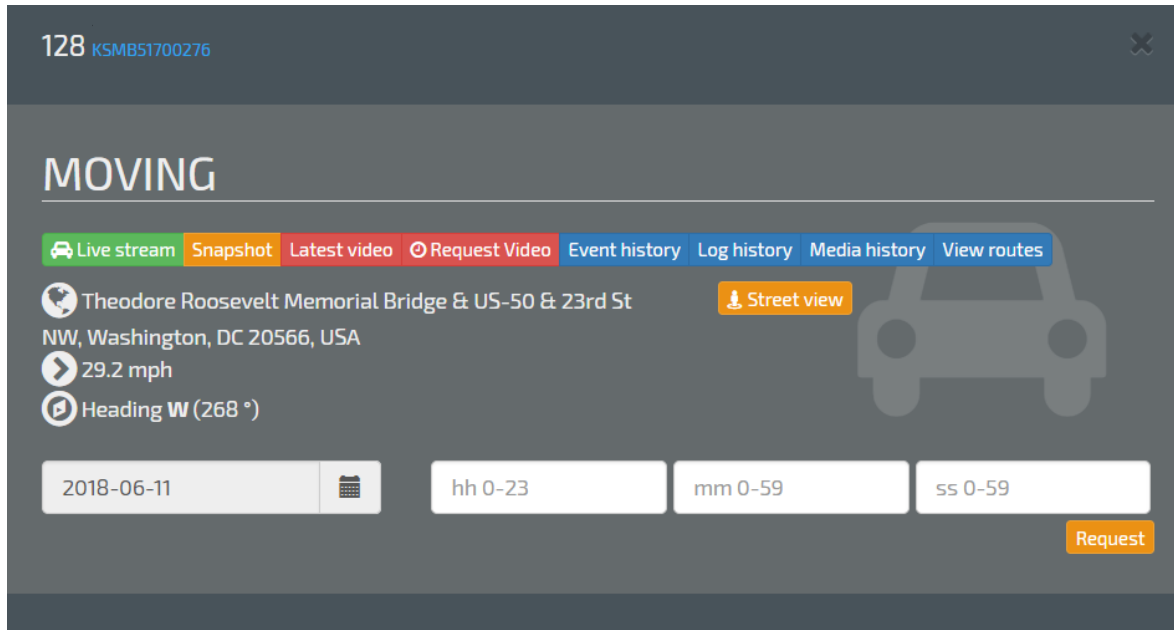 128 KSMB51700276
MOVING
Live stream Snapshot Latest video Request Video Event history Log history Media history View routes
Theodore Roosevelt Memorial Bridge & US-50 & 23rd St
Street view
NW, Washington, DC 20566, USA
29.2 mph
Heading W (268 °)
2018-06-11 hh 0-23 mm 0-59 ss 0-59
Request